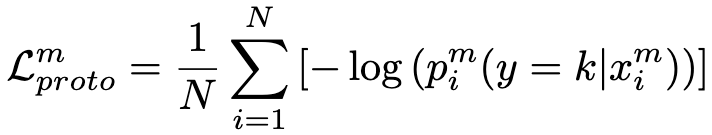 $\mathcal{L}_{proto}^{m} = \frac{1}{N} \sum_{i=1}^{N} \left[ -\log \left( p_i^m (y = k | x_i^m) \right) \right]$